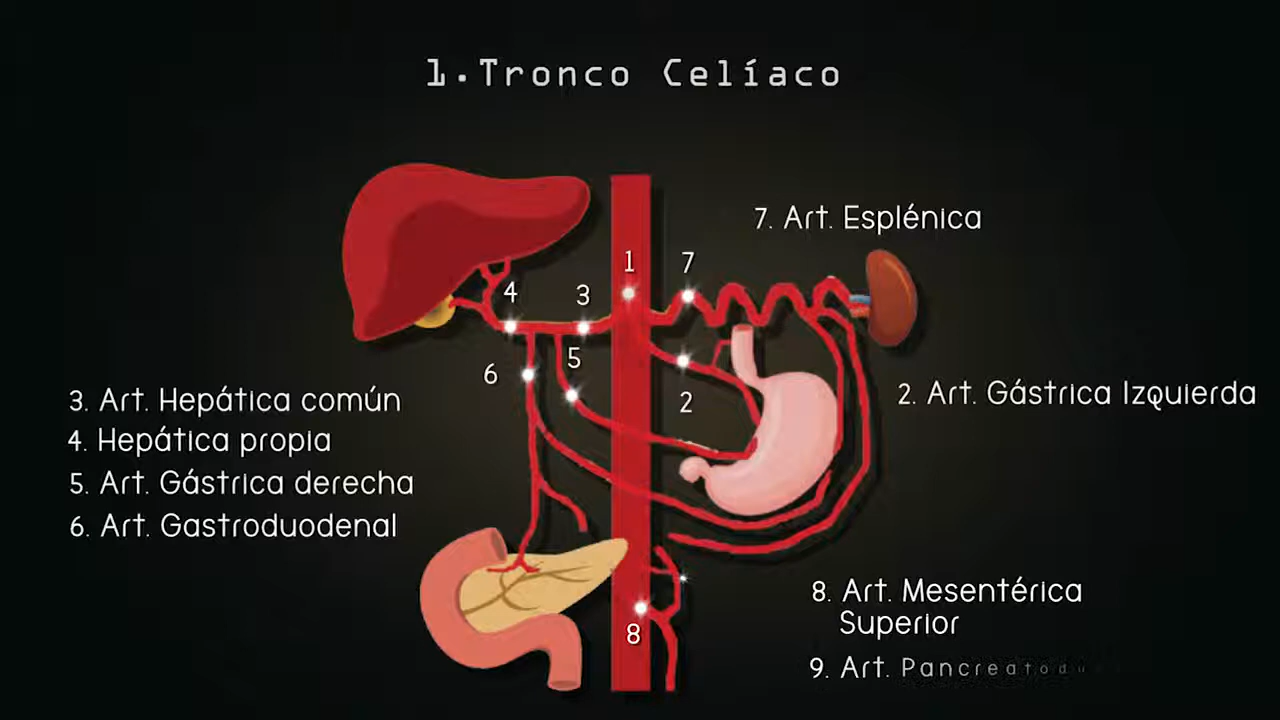 1.Tronco Celíaco
7. Art. Esplénica
1
7
4
3
5
6
2
2. Art. Gástrica Izquierda
3. Art. Hepática común
4. Hepática propia
5. Art. Gástrica derecha
6. Art. Gastroduodenal
8. Art. Mesentérica
Superior
8
9. Art. Pancreatodu